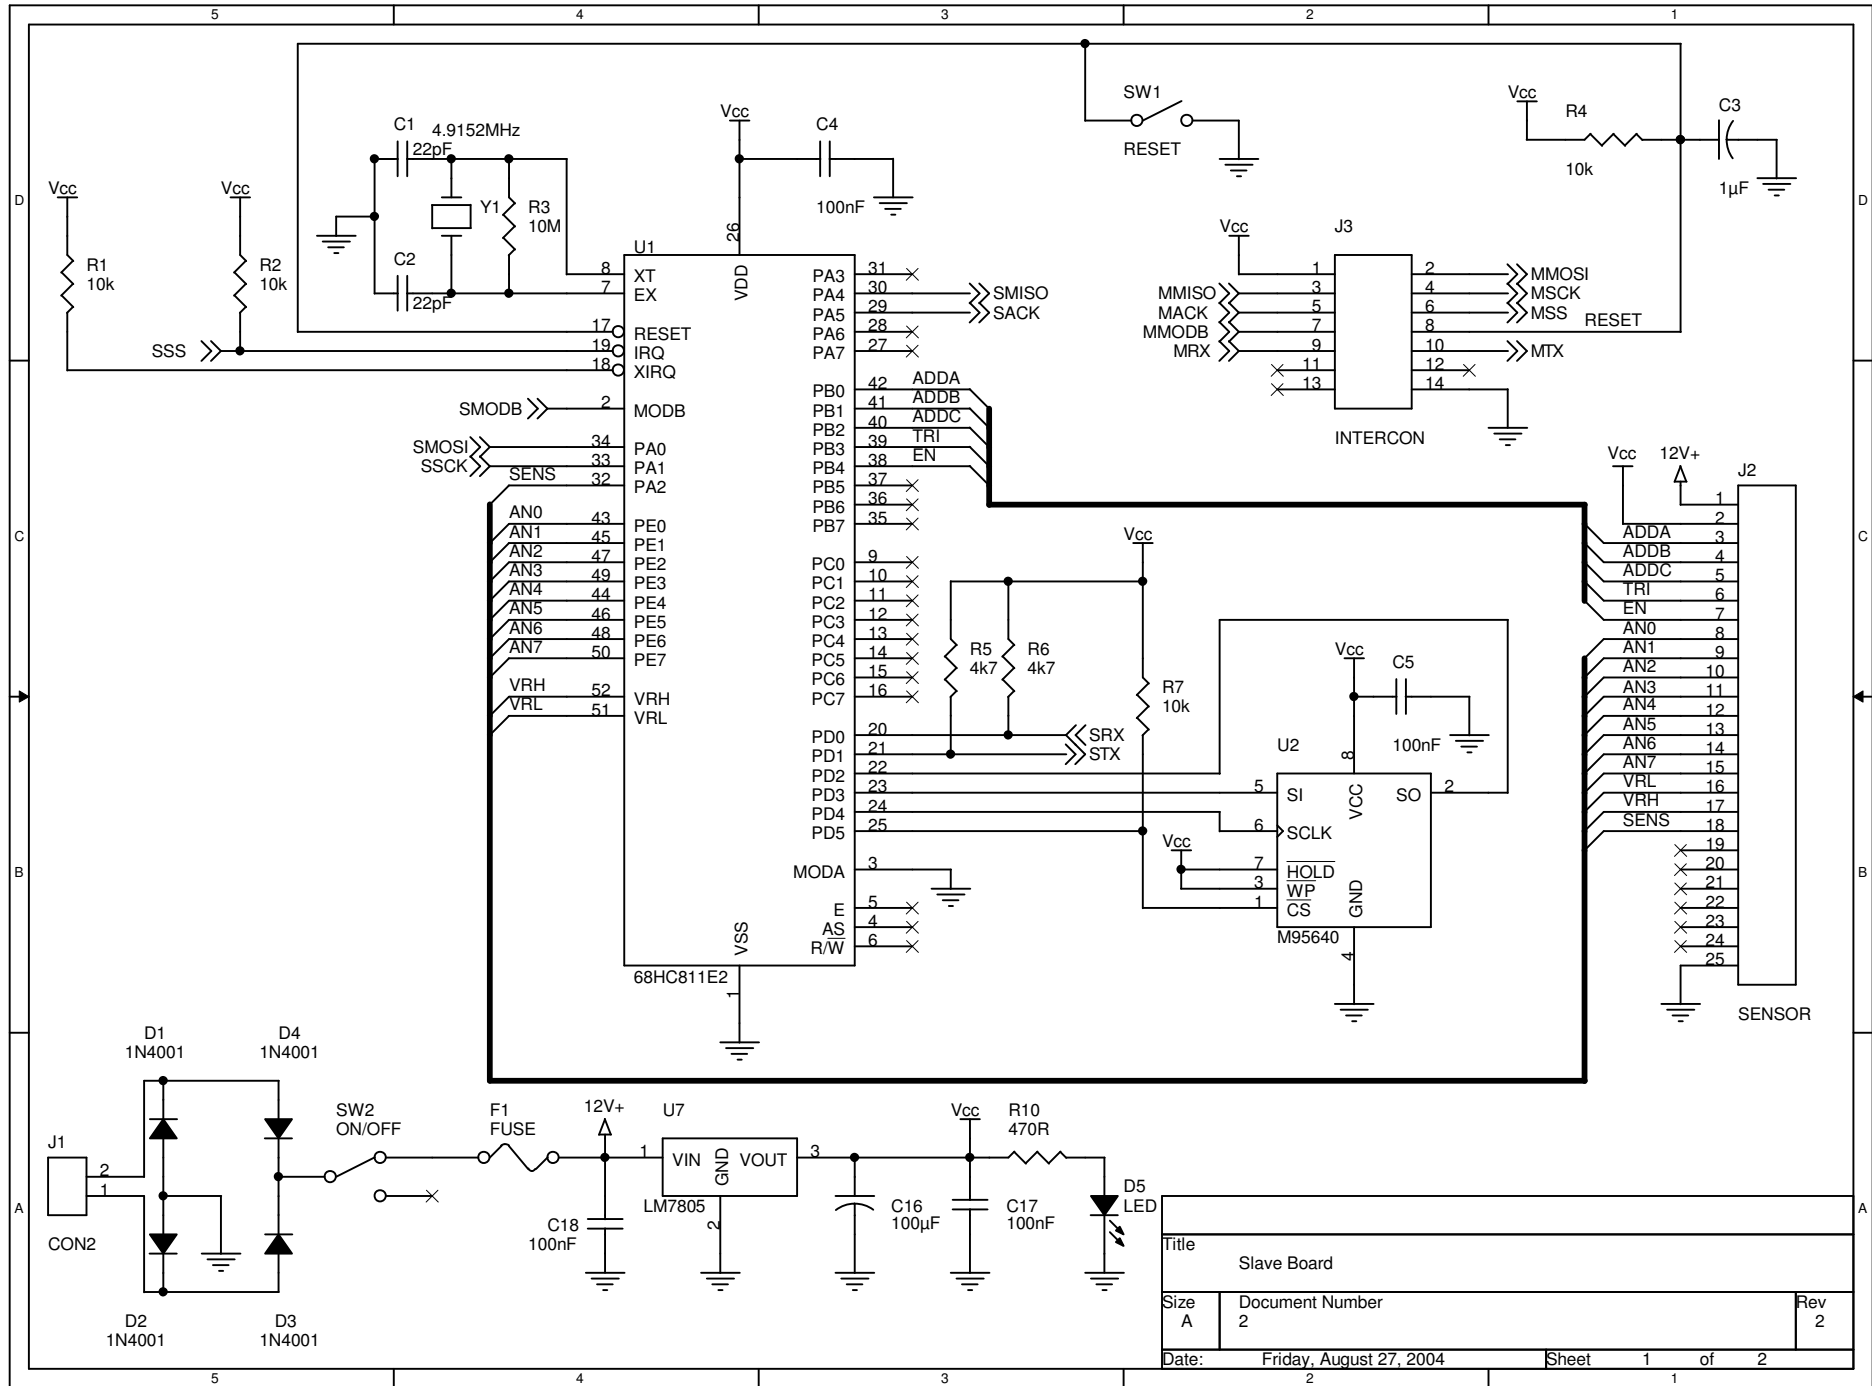 5 4 3 2 1
D D
C C
B B
A A
SW1
RESET
Vcc
R4
10k
C3
1µF
C1
22pF
4.9152MHz
Y1
R3
10M
C2
22pF
Vcc
C4
100nF
Vcc
R1
10k
Vcc
R2
10k
SSS
SMODB
SMOSI
SSCK
SENS
AN0
AN1
AN2
AN3
AN4
AN5
AN6
AN7
VRH
VRL
U1
26
VDD
8 XT
7 EX
17 RESET
19 IRQ
18 XIRQ
2 MODB
34 PA0
33 PA1
32 PA2
43 PE0
45 PE1
47 PE2
49 PE3
44 PE4
46 PE5
48 PE6
50 PE7
52 VRH
51 VRL
PA3 31
PA4 30 SMISO
PA5 29 SACK
PA6 28
PA7 27
PB0 42 ADDA
PB1 41 ADDB
PB2 40 ADDC
PB3 39 TRI
PB4 38 EN
PB5 37
PB6 36
PB7 35
PC0 9
PC1 10
PC2 11
PC3 12
PC4 13
PC5 14
PC6 15
PC7 16
PD0 20 SRX
PD1 21 STX
PD2 22
PD3 23
PD4 24
PD5 25
MODA 3
E 5
AS 4
R/W 6
VSS
1
68HC811E2
Vcc
R5
4k7
R6
4k7
R7
10k
Vcc
C5
100nF
U2
8
VCC
5 SI
SO 2
6 SCLK
Vcc
7 HOLD
3 WP
1 CS
GND
4
M95640
Vcc
J3
1 2 MMOSI
MMISO 3 4 MSCK
MACK 5 6 MSS
MMODB 7 8 RESET
MRX 9 10 MTX
11 12
13 14
INTERCON
Vcc
12V+
J2
1
2
ADDA 3
ADDB 4
ADDC 5
TRI 6
EN 7
AN0 8
AN1 9
AN2 10
AN3 11
AN4 12
AN5 13
AN6 14
AN7 15
VRL 16
VRH 17
SENS 18
19
20
21
22
23
24
25
SENSOR
D1
1N4001
D4
1N4001
J1
2
1
CON2
D2
1N4001
D3
1N4001
SW2
ON/OFF
F1
FUSE
12V+
C18
100nF
U7
1 VIN
GND
VOUT 3
LM7805
2
C16
100µF
Vcc
C17
100nF
R10
470R
D5
LED
Title
Slave Board
Size
A
Document Number
2
Rev
2
Date: Friday, August 27, 2004 Sheet 1 of 2
5 4 3 2 1